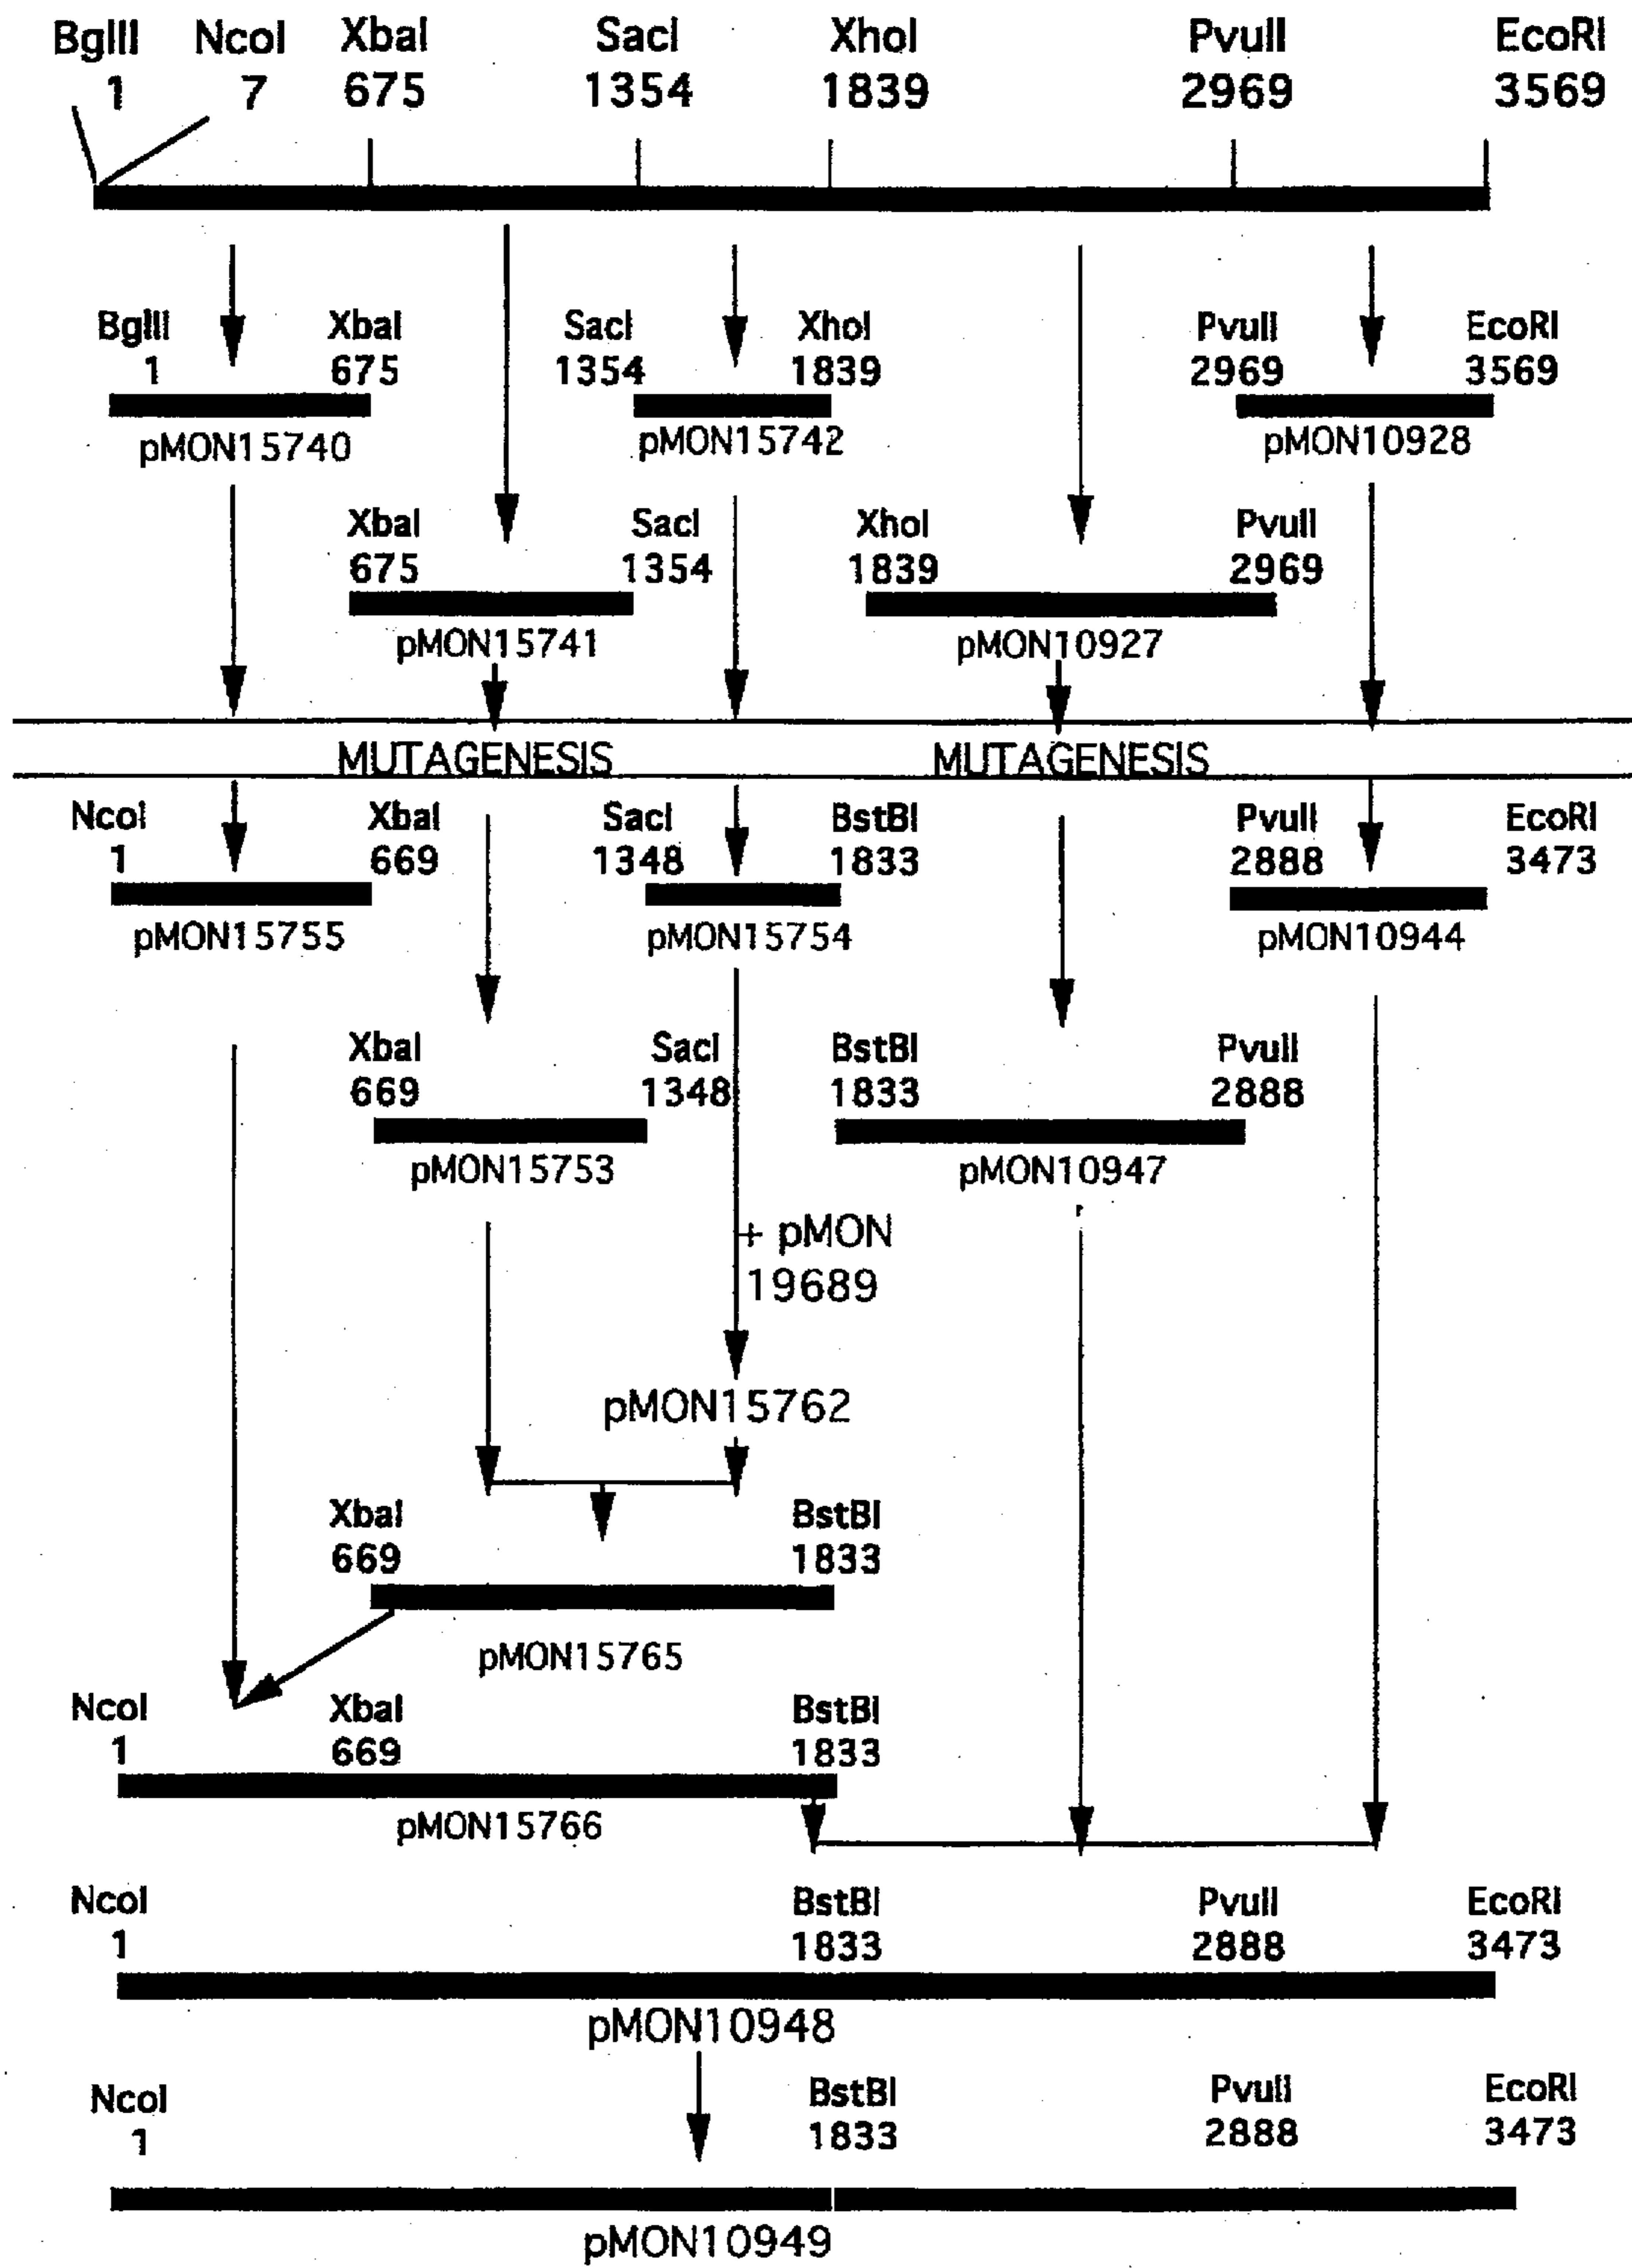 BglII NcoI XbaI SacI XhoI PvuII EcoRI
1 7 675 1354 1839 2969 3569
BglII XbaI SacI XhoI PvuII EcoRI
1 675 1354 1839 2969 3569
pMON15740 pMON15742 pMON10928
XbaI SacI XhoI PvuII
675 1354 1839 2969
pMON15741 pMON10927
MUTAGENESIS MUTAGENESIS
NcoI XbaI SacI BstBI PvuII EcoRI
1 669 1348 1833 2888 3473
pMON15755 pMON15754 pMON10944
XbaI SacI BstBI PvuII
669 1348 1833 2888
pMON15753 pMON10947
+ pMON
19689
pMON15762
XbaI BstBI
669 1833
pMON15765
NcoI XbaI BstBI
1 669 1833
pMON15766
NcoI BstBI PvuII EcoRI
1 1833 2888 3473
pMON10948
NcoI BstBI PvuII EcoRI
1 1833 2888 3473
pMON10949